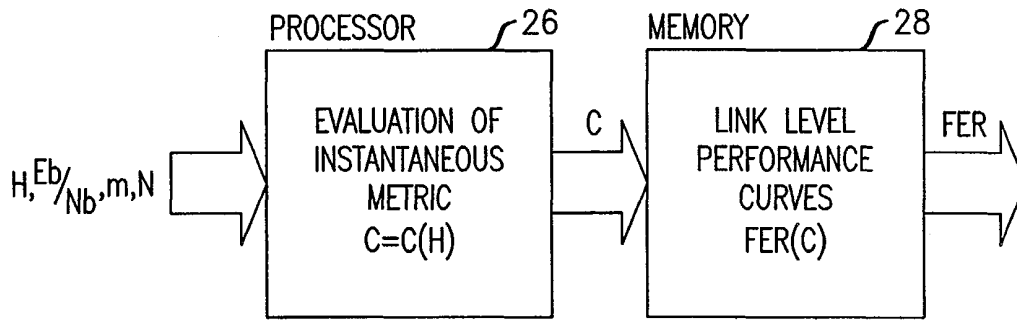 PROCESSOR
26
MEMORY
28
H, Eb/Nb, m, N
EVALUATION OF
INSTANTANEOUS
METRIC
C=C(H)
C
LINK LEVEL
PERFORMANCE
CURVES
FER(C)
FER